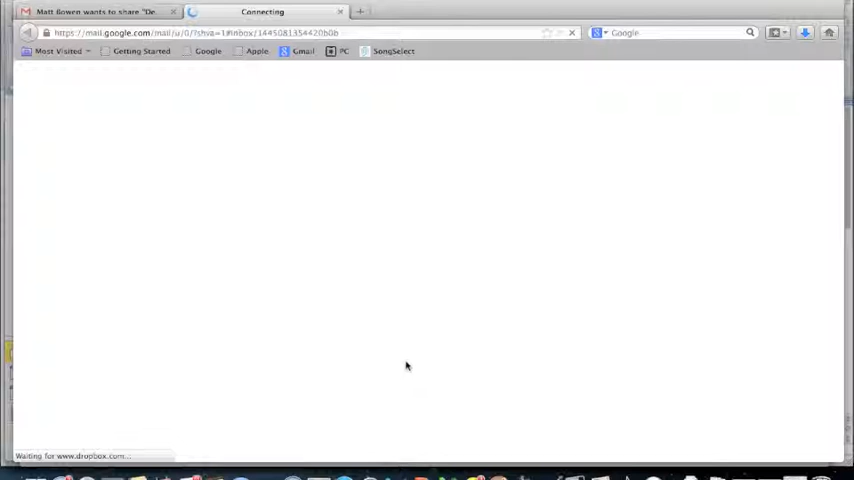 Matt Bowen wants to share "De...
Connecting
https://mail.google.com/mail/u/0/?shva=1#inbox/1445081354420b0b
Google
Most Visited
Getting Started
Google
Apple
Gmail
PC
SongSelect
Waiting for www.dropbox.com...